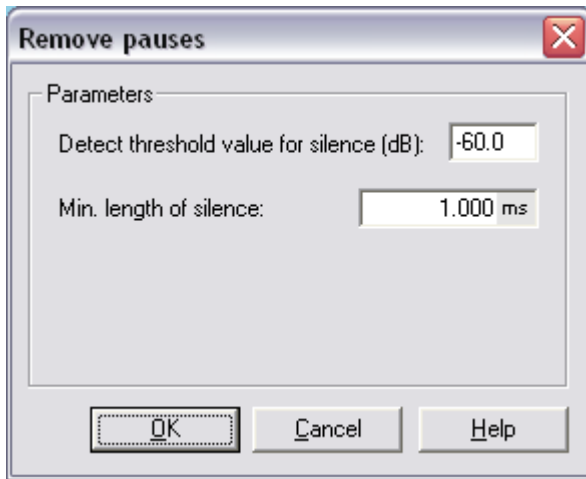 Remove pauses
Parameters
Detect threshold value for silence (dB): -60.0
Min. length of silence: 1.000 ms
OK Cancel Help